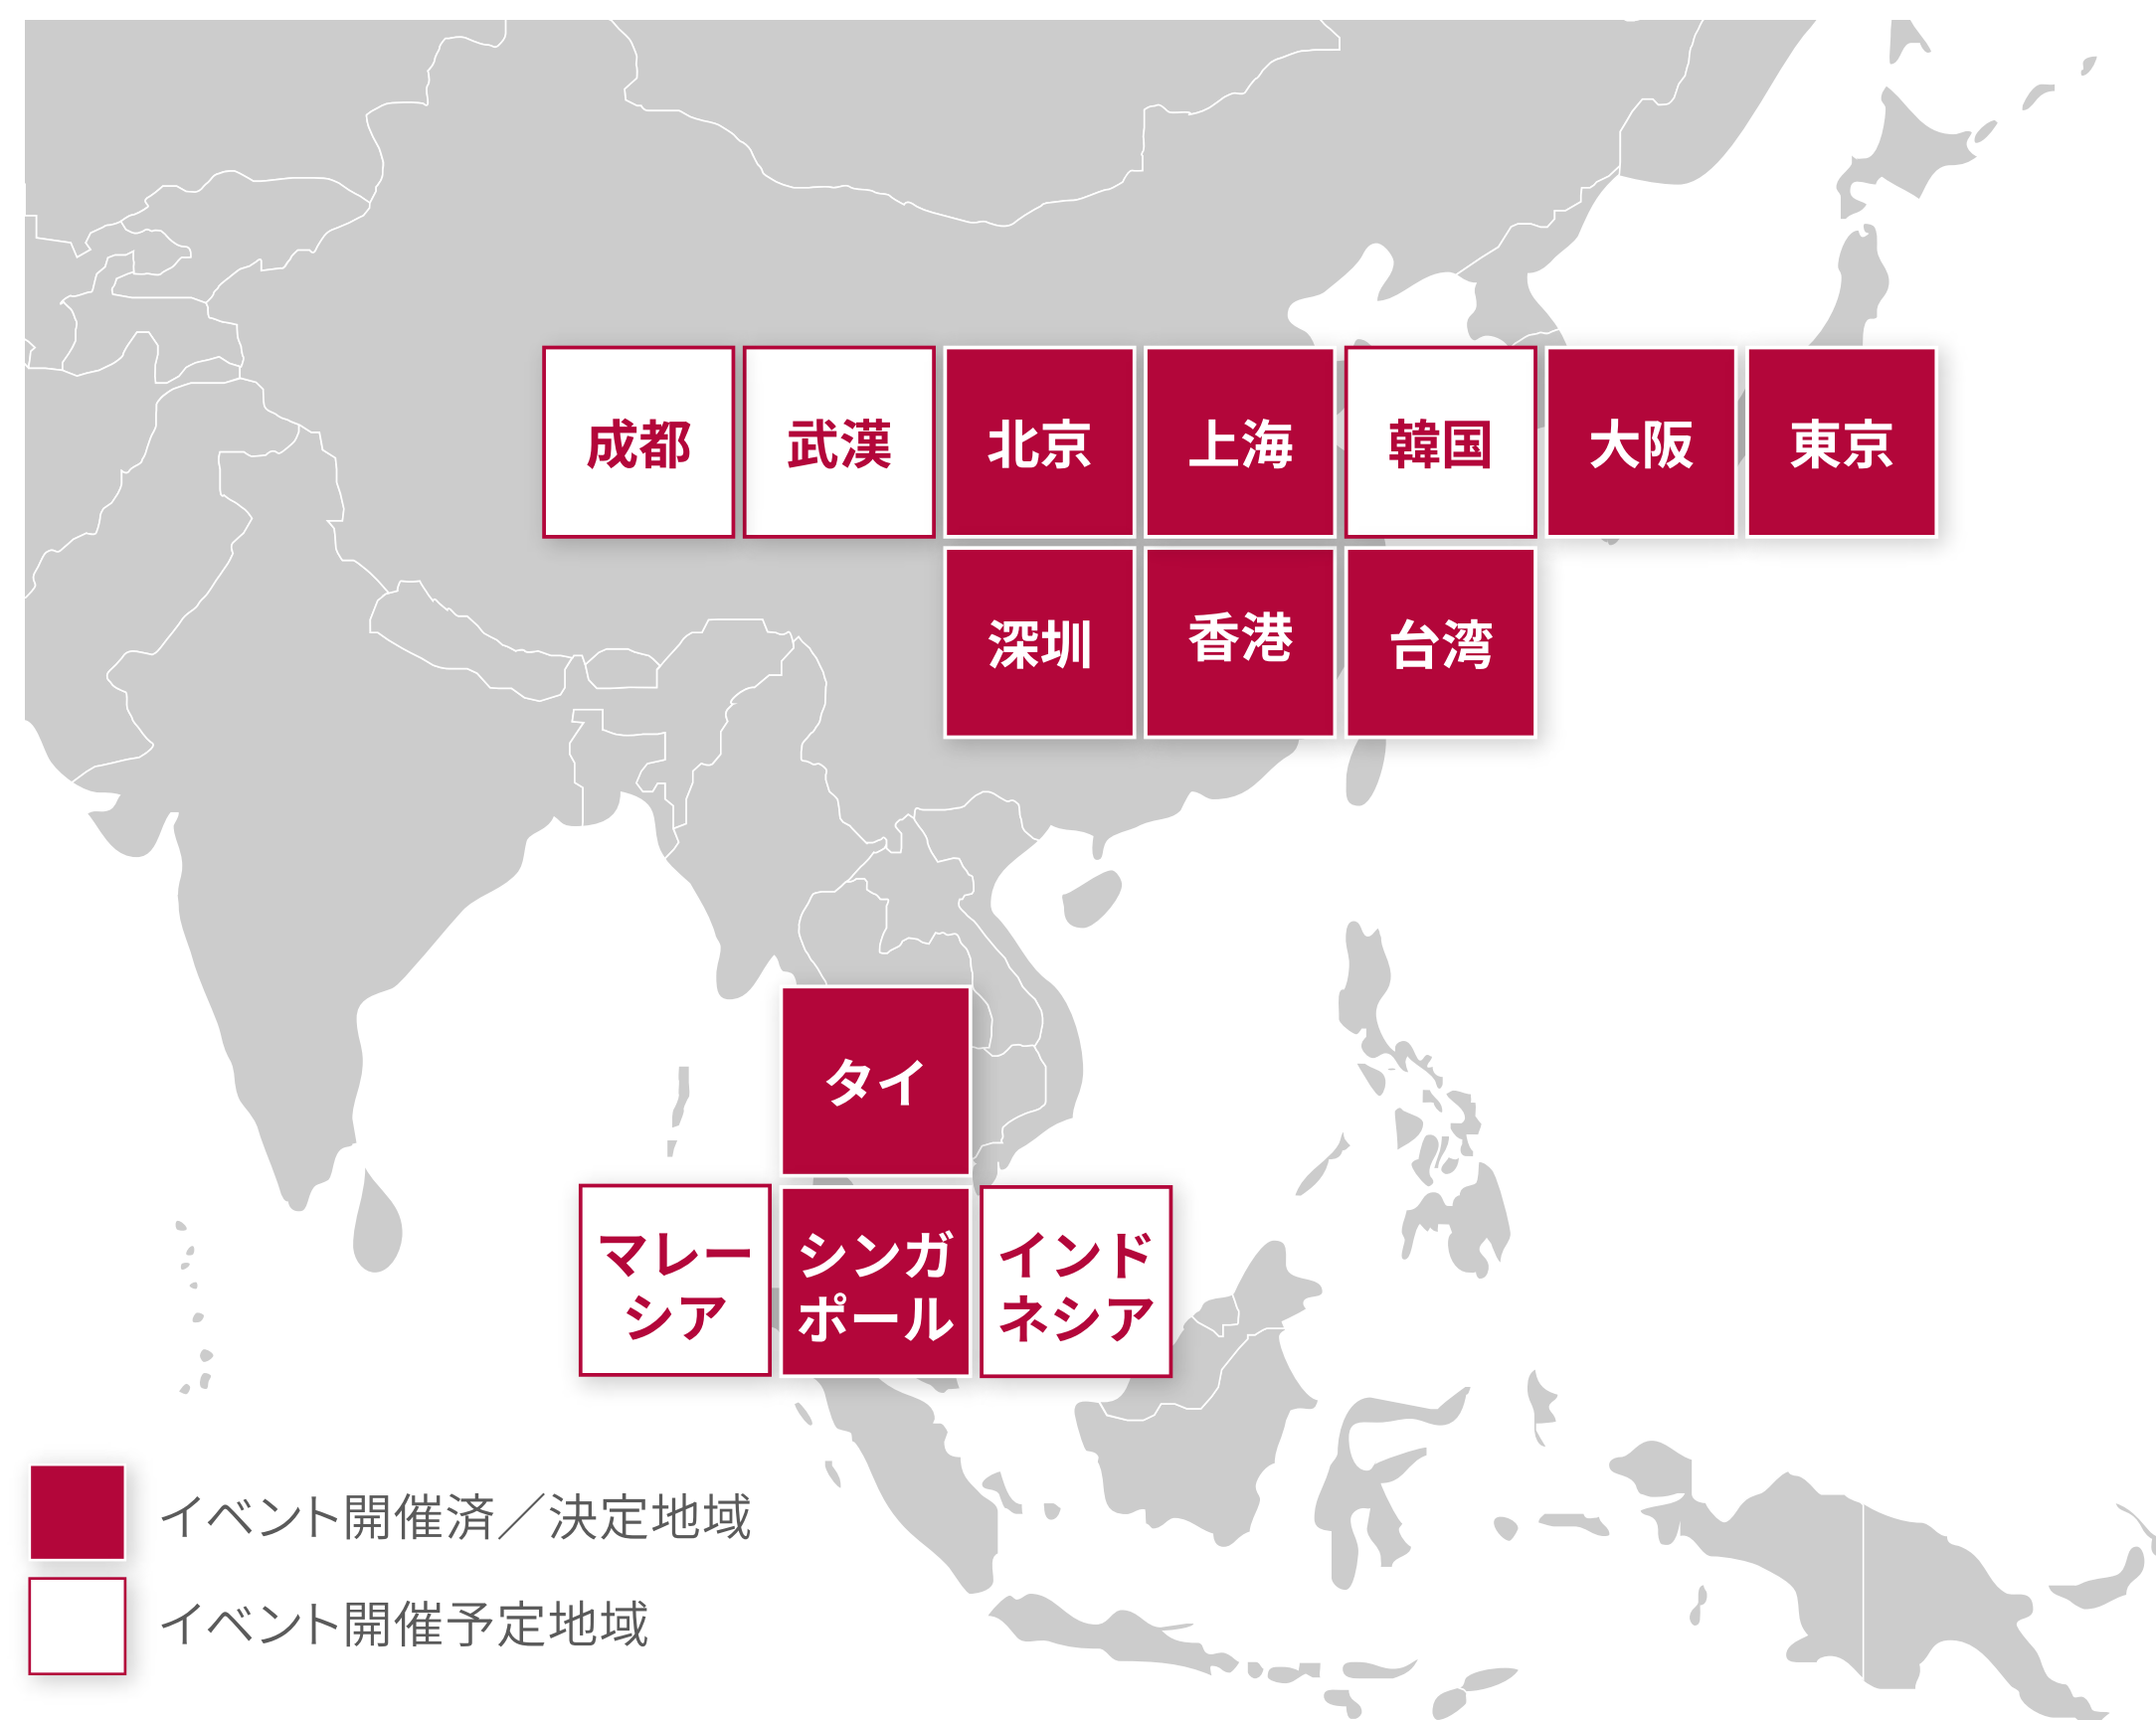 成都
武漢
北京
上海
韓国
大阪
東京
深圳
香港
台湾
タイ
マレー
シア
シンガ
ポール
インド
ネシア
イベント開催済／決定地域
イベント開催予定地域